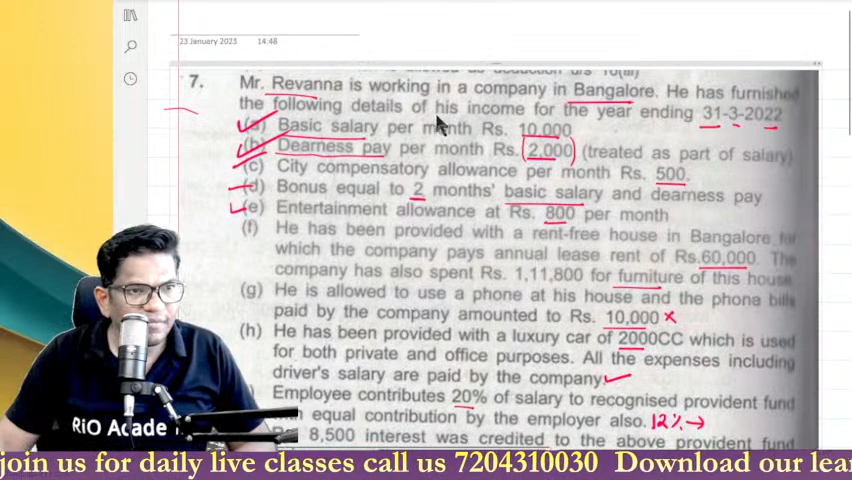 23 January 2023 14:48
7. Mr. Revanna is working in a company in Bangalore. He has furnished
the following details of his income for the year ending 31-3-2022
(a) Basic salary per month Rs. 10,000
(b) Dearness pay per month Rs. 2,000 (treated as part of salary)
(c) City compensatory allowance per month Rs. 500.
(d) Bonus equal to 2 months' basic salary and dearness pay
(e) Entertainment allowance at Rs. 800 per month
(f) He has been provided with a rent-free house in Bangalore for
which the company pays annual lease rent of Rs.60,000. The
company has also spent Rs. 1,11,800 for furniture of this house
(g) He is allowed to use a phone at his house and the phone bills
paid by the company amounted to Rs. 10,000 x
(h) He has been provided with a luxury car of 2000CC which is used
for both private and office purposes. All the expenses including
driver's salary are paid by the company.
Employee contributes 20% of salary to recognised provident fund
equal contribution by the employer also. 12% →
8,500 interest was credited to the above provident fund
RiO Acade
join us for daily live classes call us 7204310030 Download our lear